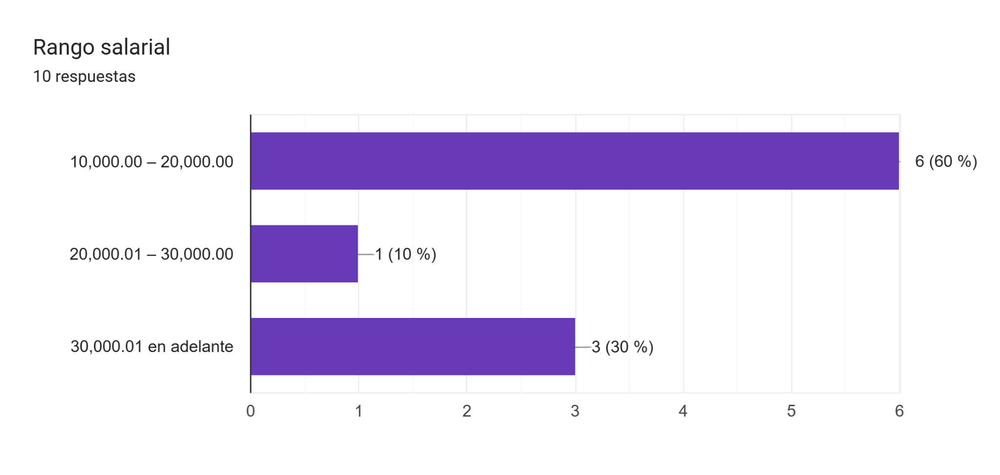 Rango salarial
10 respuestas
10,000.00 – 20,000.00
6 (60 %)
20,000.01 – 30,000.00
1 (10 %)
30,000.01 en adelante
3 (30 %)
0 1 2 3 4 5 6